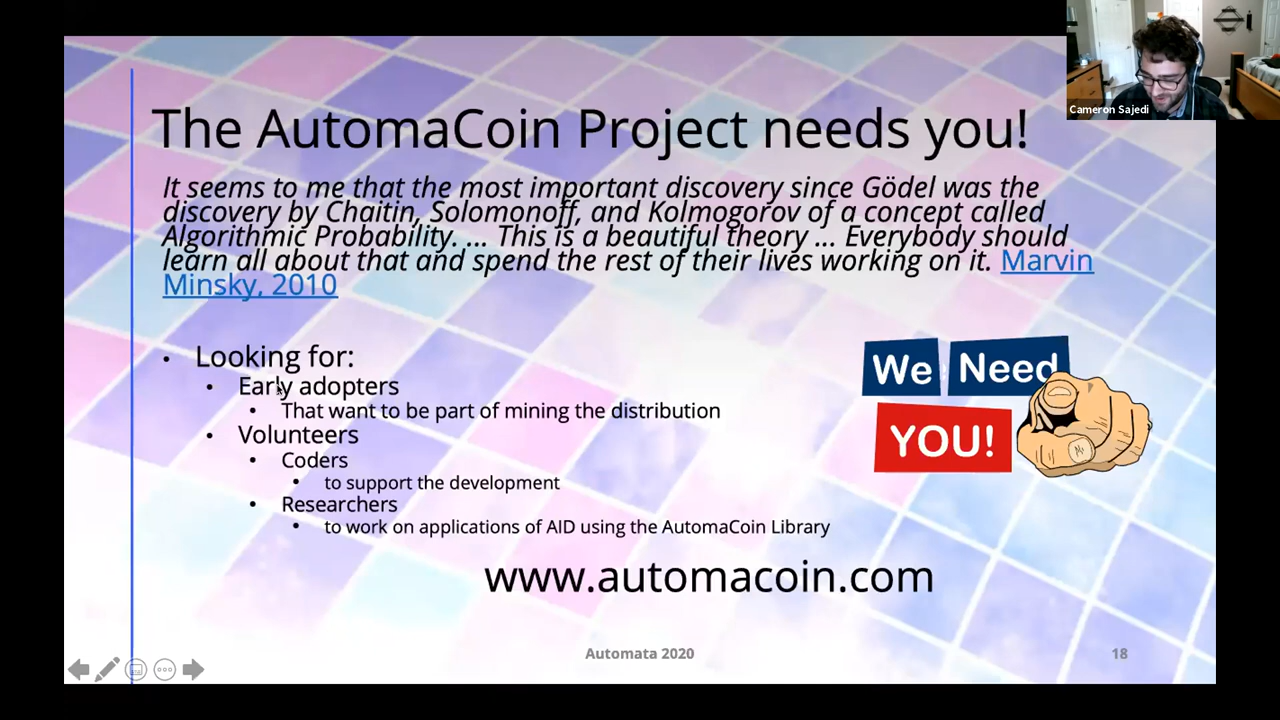 Cameron Sajedi
The AutomaCoin Project needs you!
It seems to me that the most important discovery since Gödel was the
discovery by Chaitin, Solomonoff, and Kolmogorov of a concept called
Algorithmic Probability. ... This is a beautiful theory ... Everybody should
learn all about that and spend the rest of their lives working on it. Marvin
Minsky, 2010
• Looking for:
• Early adopters
• That want to be part of mining the distribution
• Volunteers
• Coders
• to support the development
• Researchers
• to work on applications of AID using the AutomaCoin Library
We Need
YOU!
www.automacoin.com
Automata 2020
18